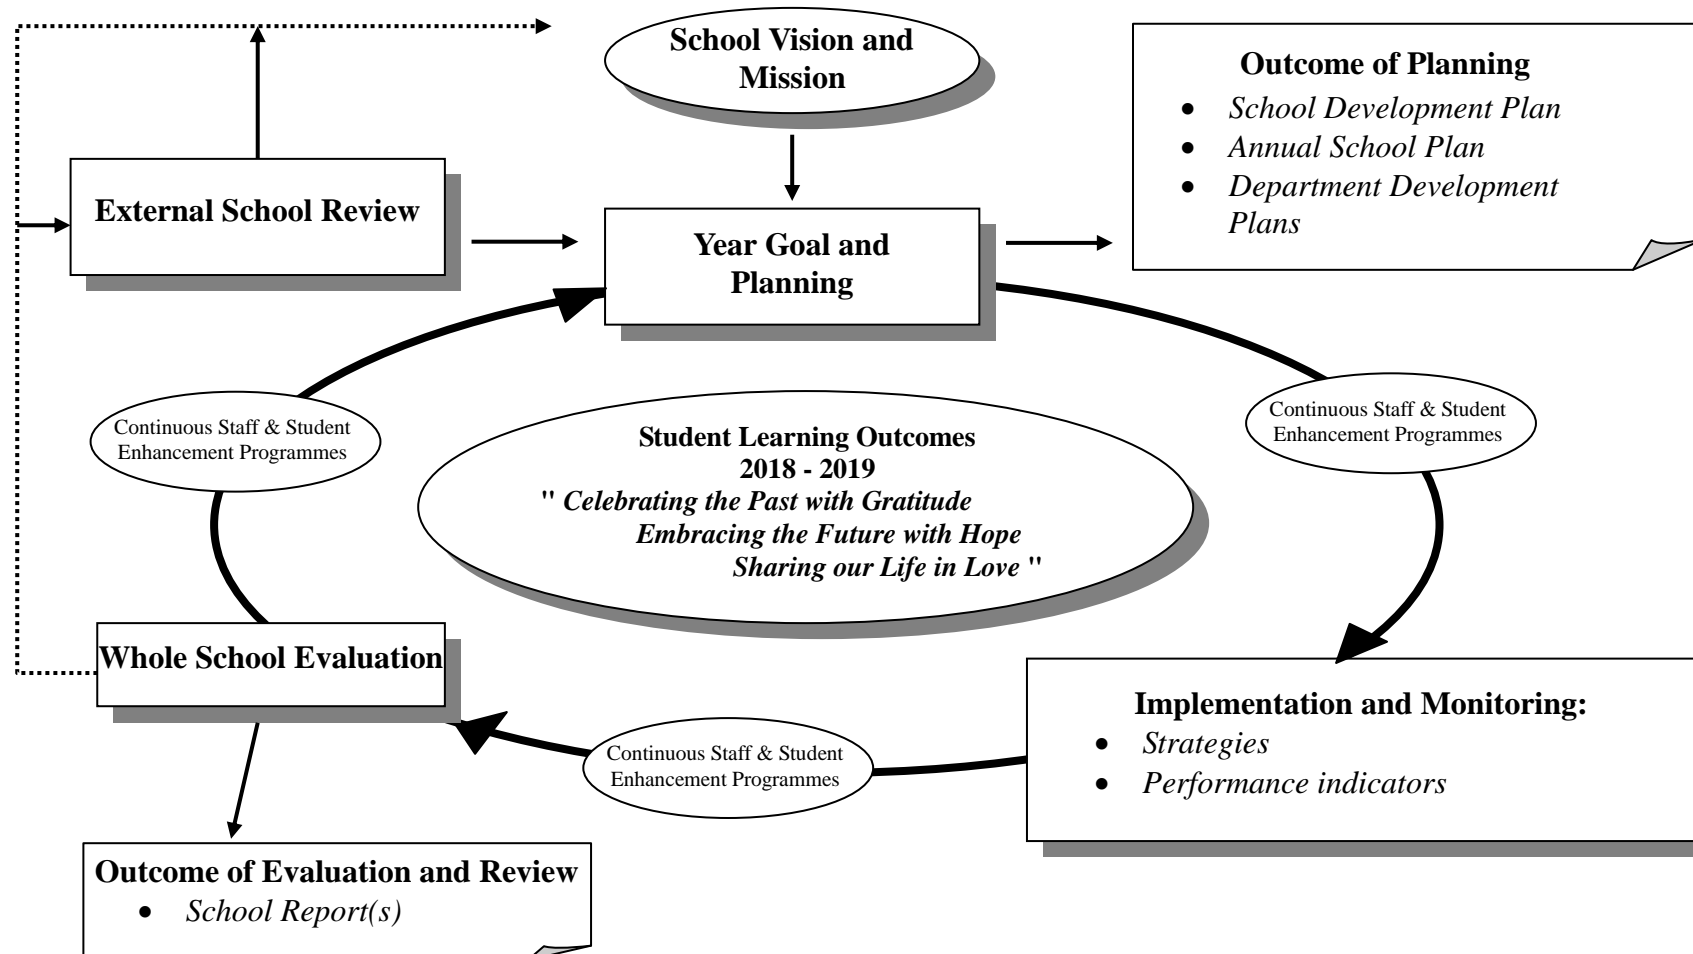 School Vision and
Mission
Outcome of Planning
• School Development Plan
• Annual School Plan
• Department Development
Plans
External School Review
Year Goal and
Planning
Continuous Staff & Student
Enhancement Programmes
Continuous Staff & Student
Enhancement Programmes
Student Learning Outcomes
2018 - 2019
" Celebrating the Past with Gratitude
Embracing the Future with Hope
Sharing our Life in Love "
Whole School Evaluation
Implementation and Monitoring:
• Strategies
• Performance indicators
Continuous Staff & Student
Enhancement Programmes
Outcome of Evaluation and Review
• School Report(s)